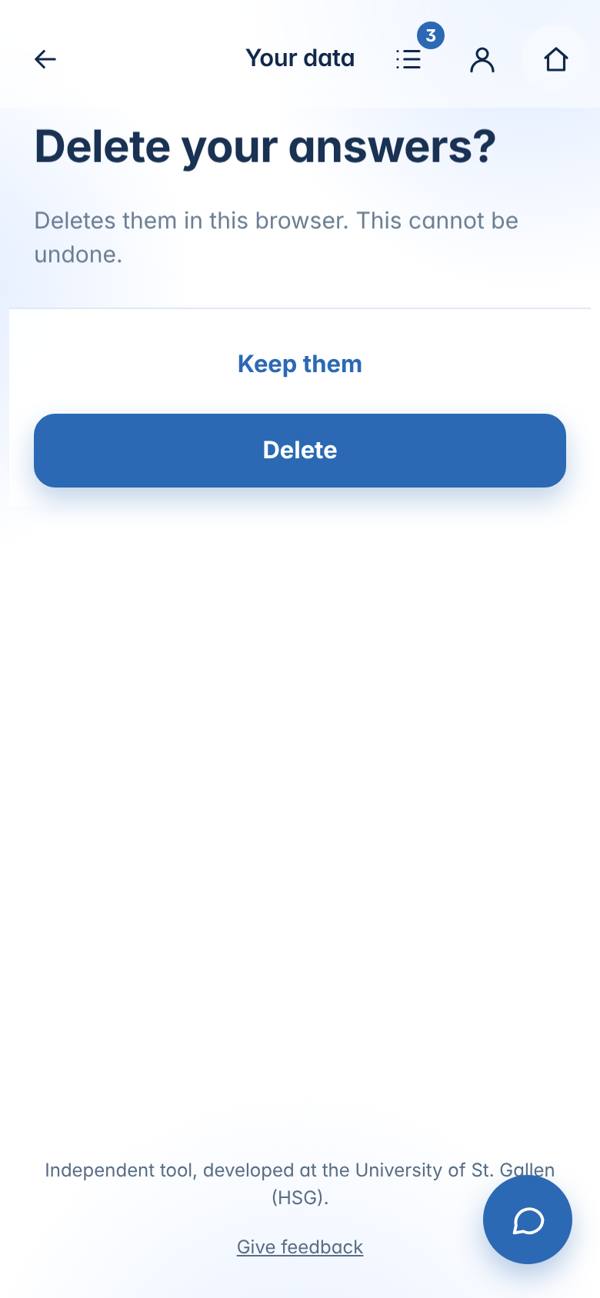 Your data
3
Delete your answers?
Deletes them in this browser. This cannot be
undone.
Keep them
Delete
Independent tool, developed at the University of St. Gallen
(HSG).
Give feedback